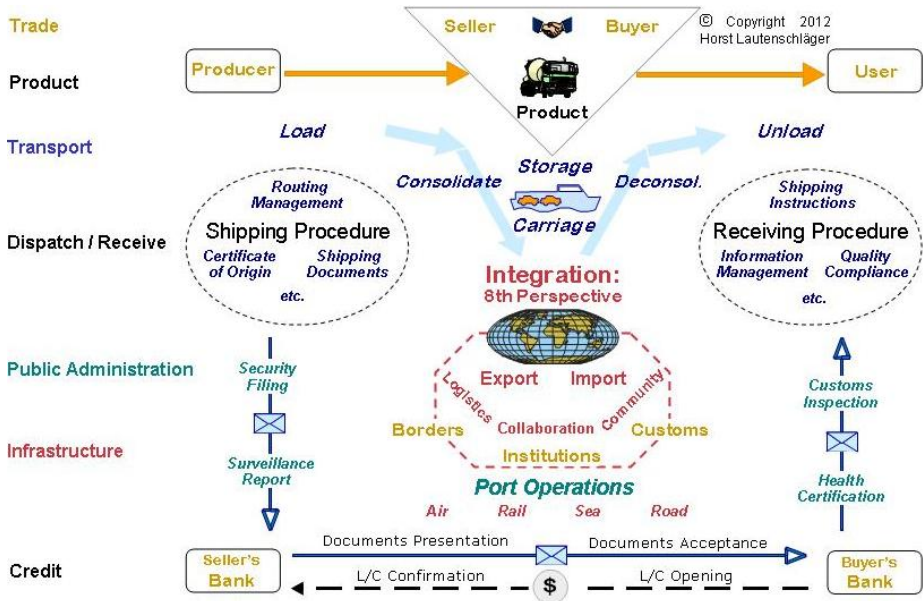 Trade
Seller
Buyer
© Copyright 2012
Horst Lautenschläger
Product
Producer
Product
User
Transport
Load
Unload
Consolidate
Storage
Deconsol.
Carriage
Dispatch / Receive
Routing
Management
Shipping Procedure
Certificate
of Origin
Shipping
Documents
etc.
Shipping
Instructions
Receiving Procedure
Information
Management
Quality
Compliance
etc.
Integration:
8th Perspective
Public Administration
Security
Filing
Export
Import
Logistics
Collaboration
Community
Customs
Inspection
Borders
Customs
Institutions
Infrastructure
Surveillance
Report
Port Operations
Air
Rail
Sea
Road
Health
Certification
Credit
Seller's
Bank
Documents Presentation
Documents Acceptance
L/C Confirmation
$
L/C Opening
Buyer's
Bank